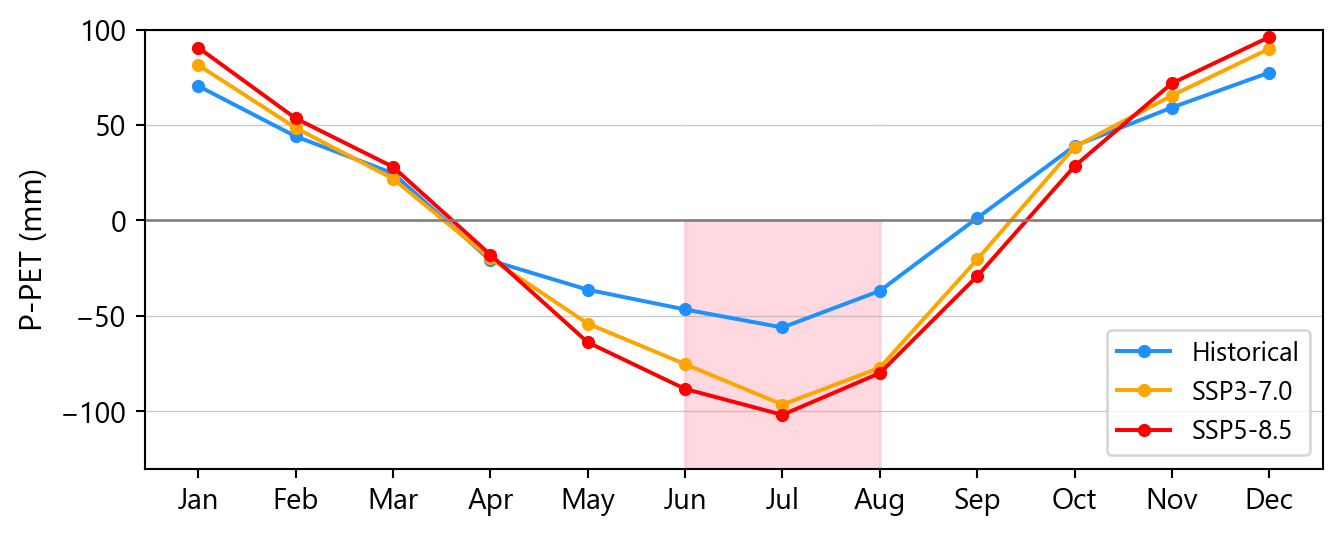 P-PET (mm)
100
50
0
−50
−100
Jan Feb Mar Apr May Jun Jul Aug Sep Oct Nov Dec
Historical
SSP3-7.0
SSP5-8.5